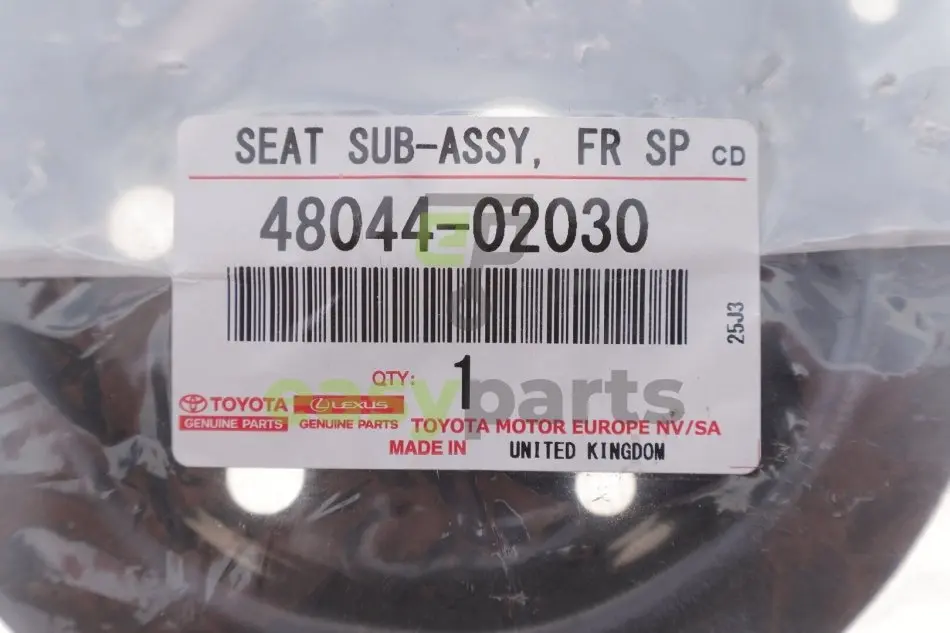 SEAT SUB-ASSY, FR SP CD
48044-02030
25J3
QTY: 1
easyparts
TOYOTA LEXUS
GENUINE PARTS GENUINE PARTS TOYOTA MOTOR EUROPE NV/SA
MADE IN UNITED KINGDOM